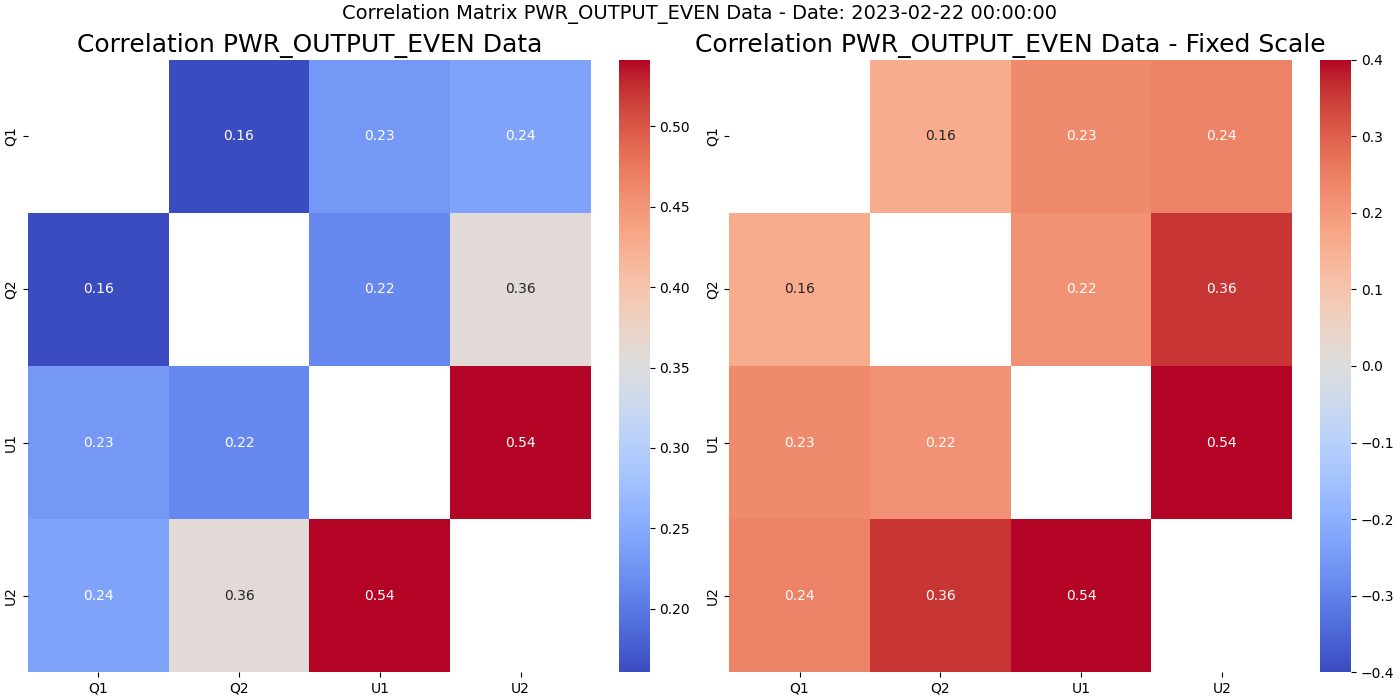 Correlation Matrix PWR_OUTPUT_EVEN Data - Date: 2023-02-22 00:00:00
Correlation PWR_OUTPUT_EVEN Data
Q1
0.16
0.23
0.24
Q2
0.16
0.22
0.36
U1
0.23
0.22
0.54
U2
0.24
0.36
0.54
Q1
Q2
U1
U2
0.50
0.45
0.40
0.35
0.30
0.25
0.20
Correlation PWR_OUTPUT_EVEN Data - Fixed Scale
Q1
0.16
0.23
0.24
Q2
0.16
0.22
0.36
U1
0.23
0.22
0.54
U2
0.24
0.36
0.54
Q1
Q2
U1
U2
0.4
0.3
0.2
0.1
0.0
−0.1
−0.2
−0.3
−0.4